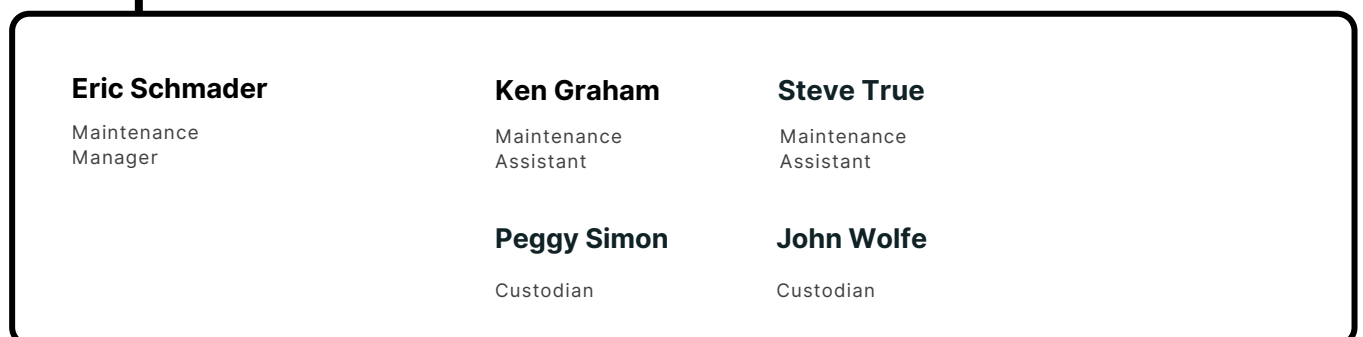 Eric Schmader
Maintenance
Manager
Ken Graham
Maintenance
Assistant
Steve True
Maintenance
Assistant
Peggy Simon
Custodian
John Wolfe
Custodian